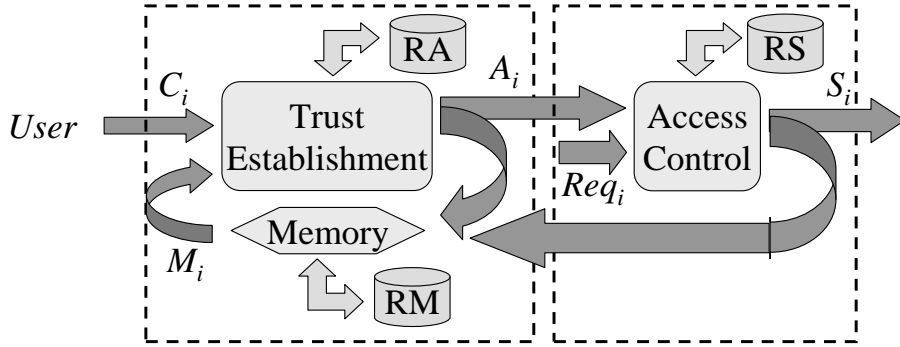 RA
RS
C_i
A_i
S_i
User
Trust
Establishment
Access
Control
Req_i
Memory
M_i
RM